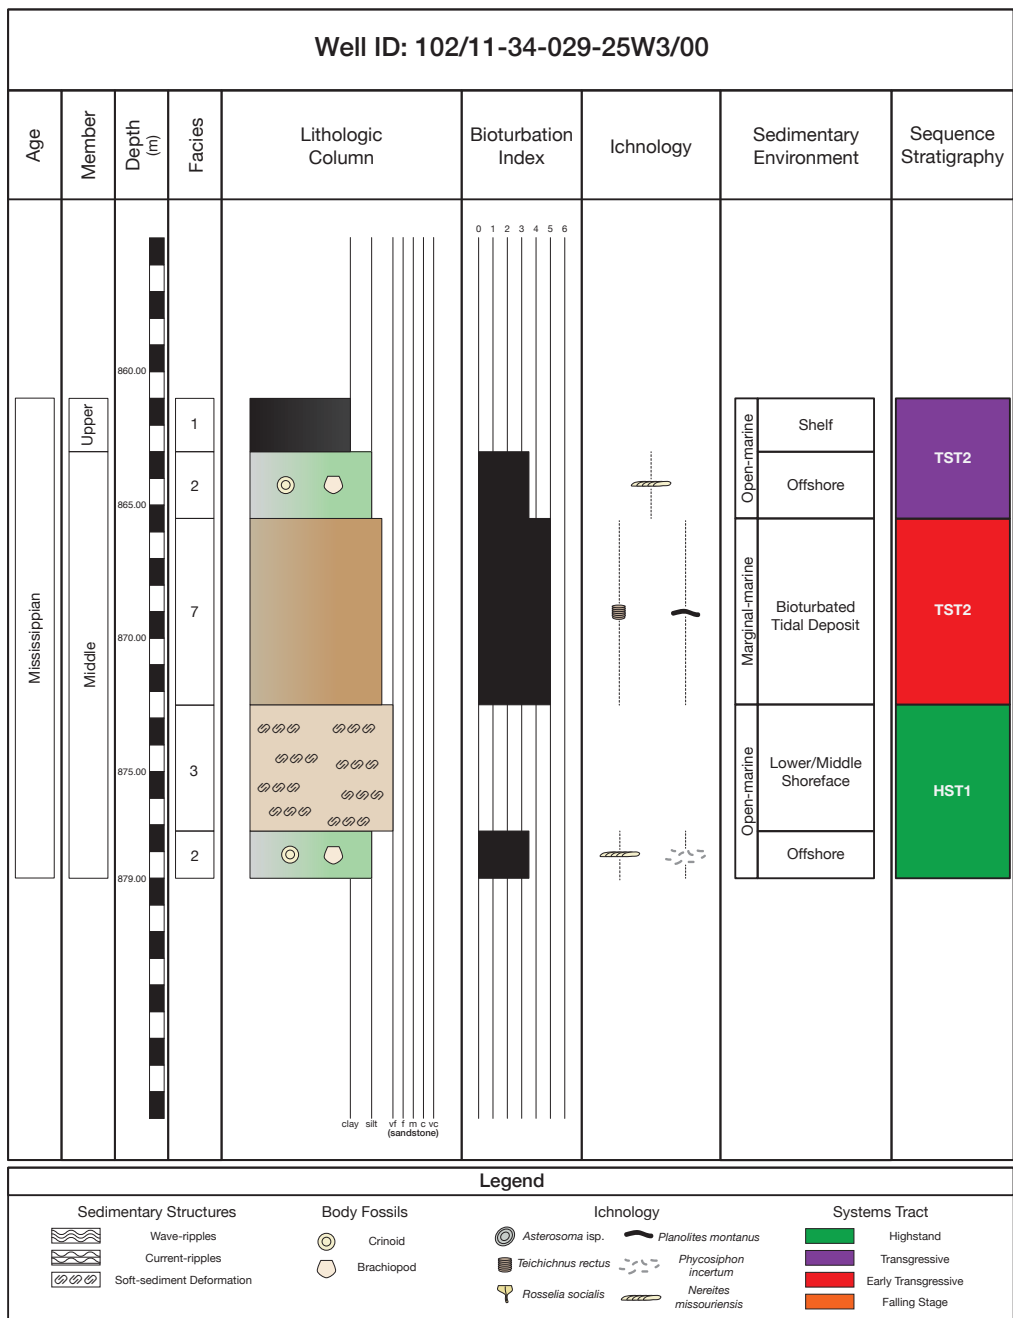 Well ID: 102/11-34-029-25W3/00
Age
Member
Depth
(m)
Facies
Lithologic
Column
Bioturbation
Index
Ichnology
Sedimentary
Environment
Sequence
Stratigraphy
0 1 2 3 4 5 6
860.00
865.00
870.00
875.00
879.00
Mississippian
Upper
Middle
1
2
7
3
2
Open-marine
Shelf
Offshore
Marginal-marine
Bioturbated
Tidal Deposit
Open-marine
Lower/Middle
Shoreface
Offshore
TST2
TST2
HST1
clay silt vf f m c vc
(sandstone)
Legend
Sedimentary Structures
Wave-ripples
Current-ripples
Soft-sediment Deformation
Body Fossils
Crinoid
Brachiopod
Ichnology
Asterosoma isp.
Teichichnus rectus
Rosselia socialis
Planolites montanus
Phycosiphon
incertum
Nereites
missouriensis
Systems Tract
Highstand
Transgressive
Early Transgressive
Falling Stage